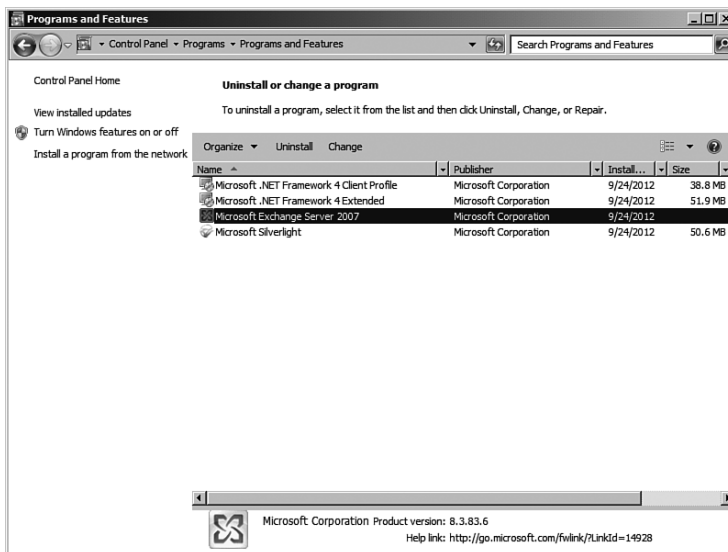 Programs and Features
Control Panel Programs Programs and Features Search Programs and Features
Control Panel Home
View installed updates
Turn Windows features on or off
Install a program from the network
Uninstall or change a program
To uninstall a program, select it from the list and then click Uninstall, Change, or Repair.
Organize Uninstall Change
Name Publisher Install... Size
Microsoft .NET Framework 4 Client Profile Microsoft Corporation 9/24/2012 38.8 MB
Microsoft .NET Framework 4 Extended Microsoft Corporation 9/24/2012 51.9 MB
Microsoft Exchange Server 2007 Microsoft Corporation 9/24/2012
Microsoft Silverlight Microsoft Corporation 9/24/2012 50.6 MB
Microsoft Corporation Product version: 8.3.83.6
Help link: http://go.microsoft.com/fwlink/?LinkId=14928